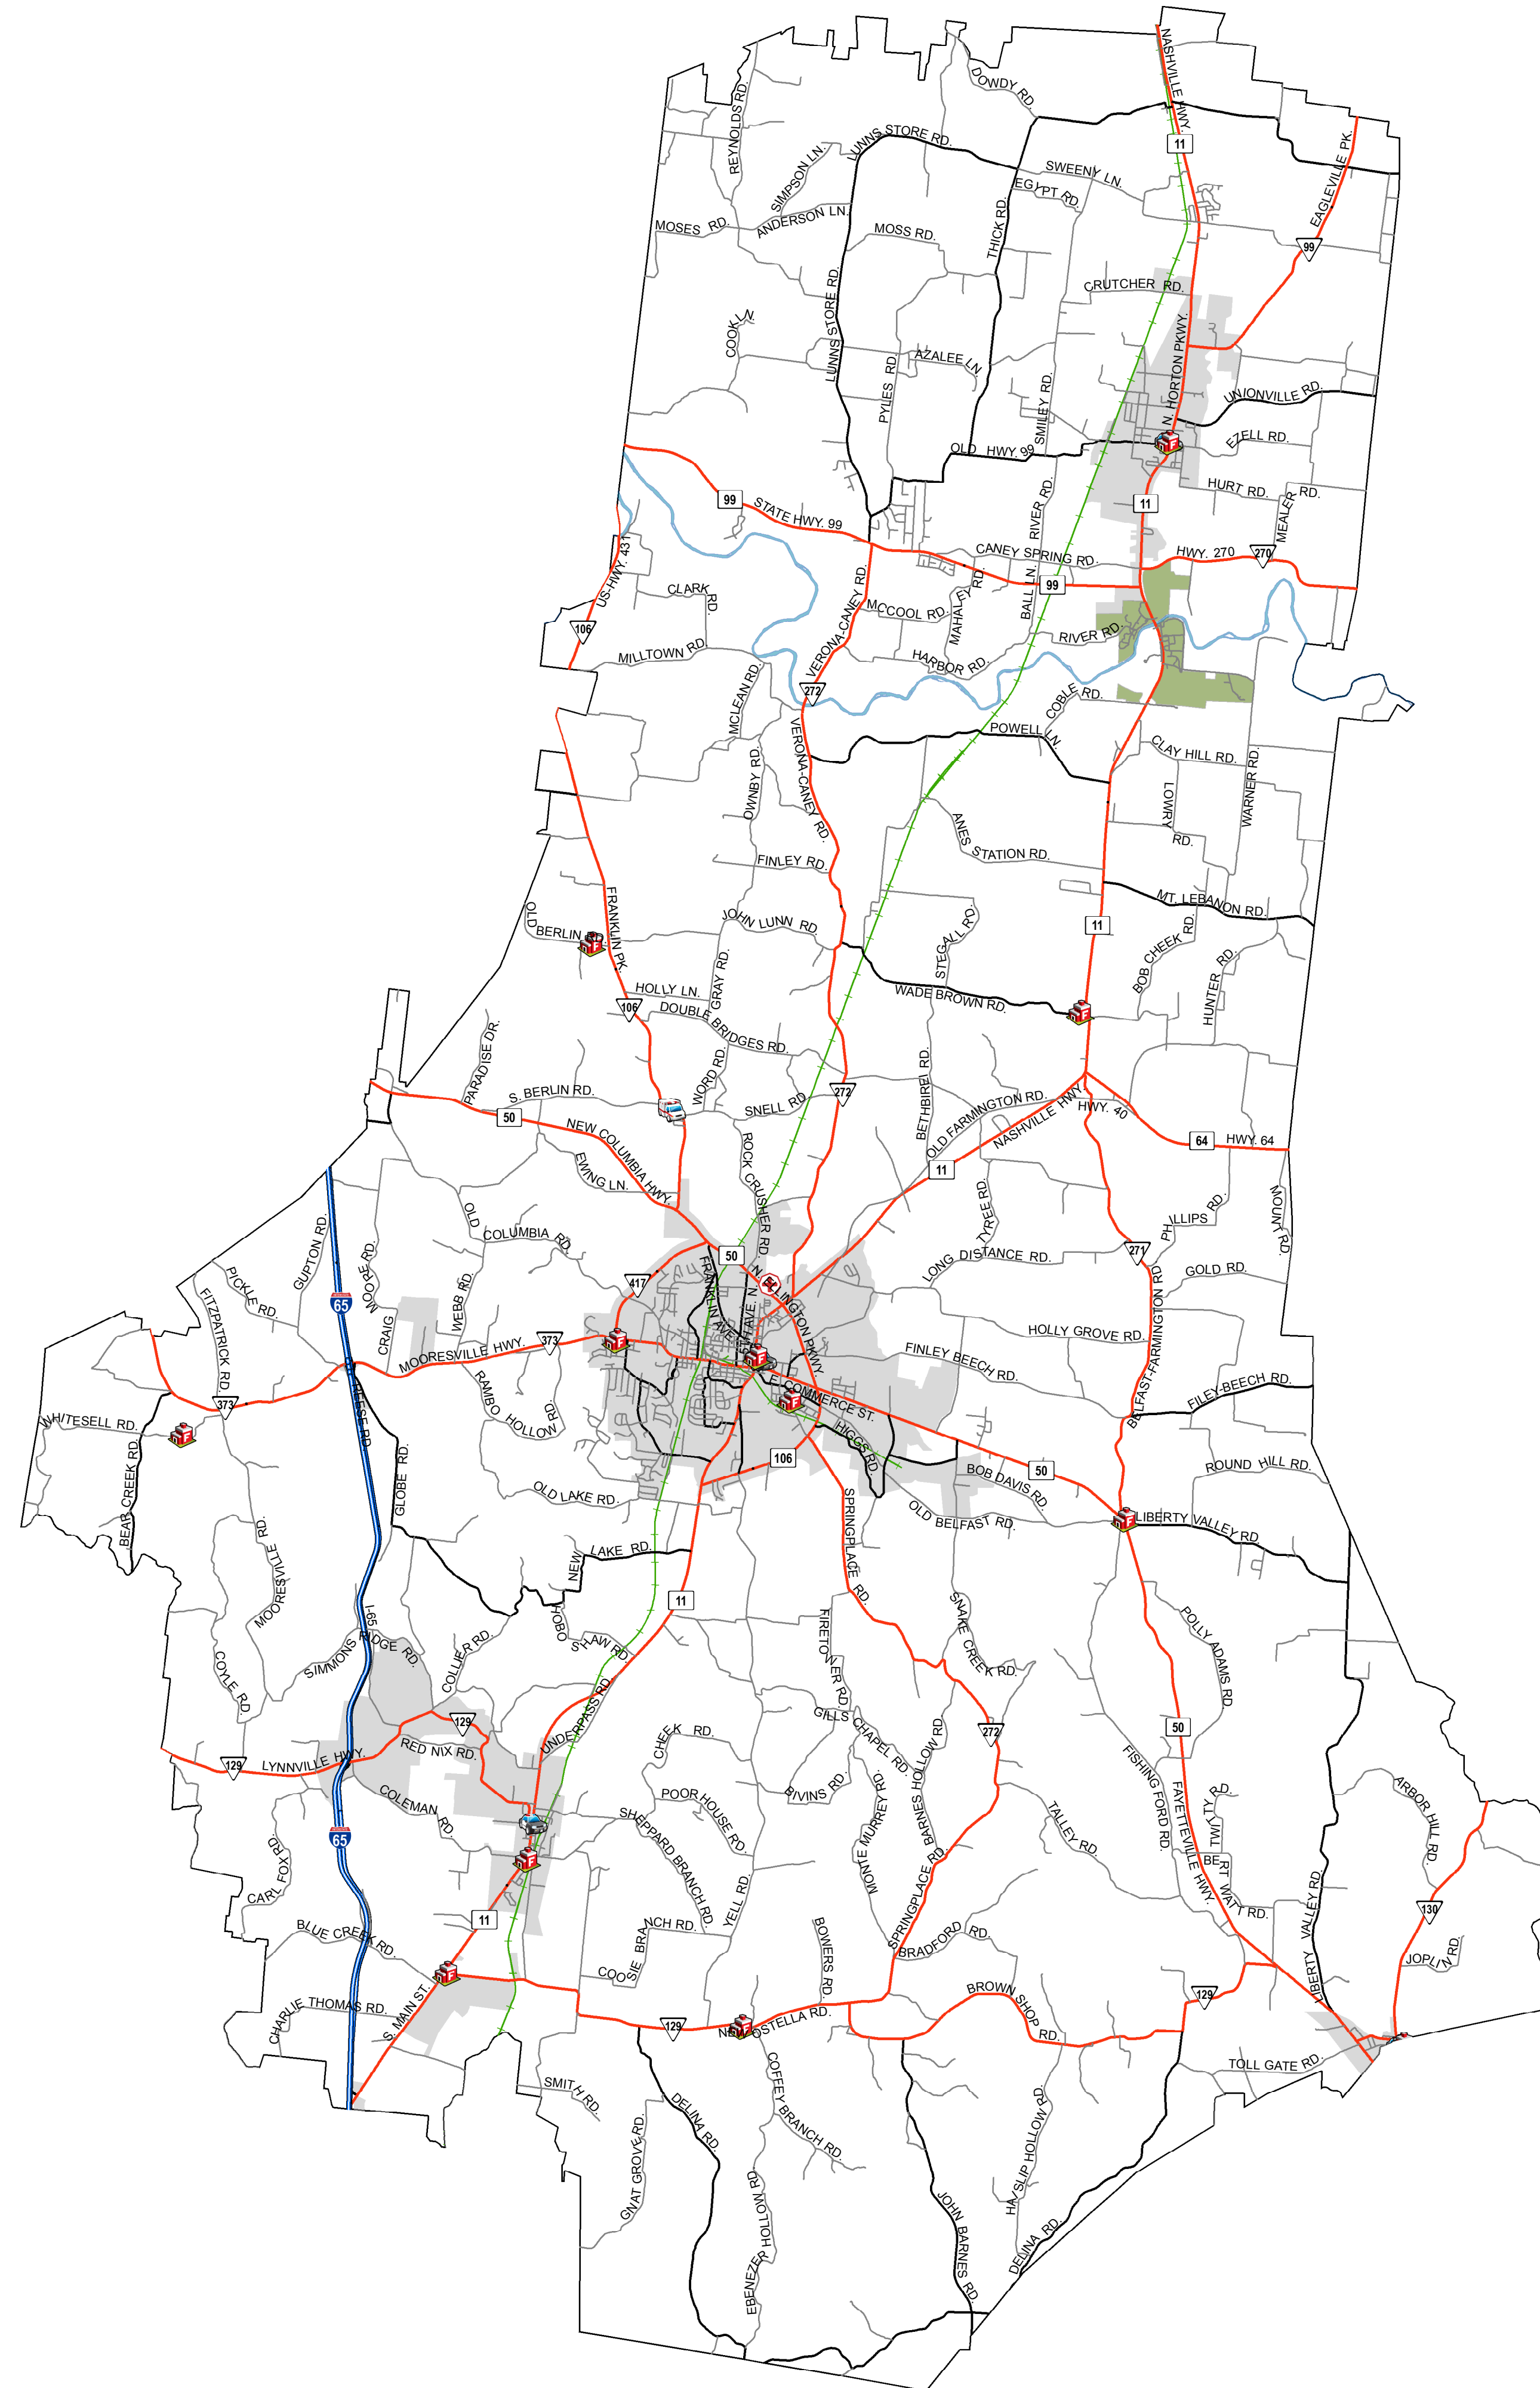 NASHVILLE HWY.
DOWDY RD.
REYNOLDS RD.
LUNNS STORE RD.
11
EAGLEVILLE PK.
SIMPSON LN.
SWEENY LN.
EGYPT RD.
ANDERSON LN.
MOSES RD.
MOSS RD.
THICK RD.
99
CRUTCHER RD.
LUNNS STORE RD.
COOK LN.
N. HORTON PKWY.
AZALEE LN
PYLES RD.
SMILEY RD.
UNIONVILLE RD.
EZELL RD.
OLD HWY. 99
HURT RD.
MEALER RD.
99
STATE HWY. 99
RIVER RD.
11
US-HWY. 431
CANEY SPRING RD.
HWY. 270
270
99
CLARK RD.
VERONA-CANEY RD.
MCCOOL RD.
MAHALEY RD.
BALL LN.
106
RIVER RD.
MILLTOWN RD.
HARBOR RD.
MCLEAN RD.
272
COBLE RD.
POWELL LN.
VERONA-CANEY RD.
CLAY HILL RD.
OWNBY RD.
LOWRY RD.
WARNER RD.
ANES STATION RD.
FINLEY RD.
MT. LEBANON RD.
FRANKLIN PK.
OLD BERLIN
JOHN LUNN RD.
STEGALL RD.
11
BOB CHEEK RD.
HUNTER RD.
GRAY RD.
HOLLY LN.
WADE BROWN RD.
106
DOUBLE BRIDGES RD.
PARADISE DR.
WORD RD.
BETHBIREI RD.
S. BERLIN RD.
272
50
SNELL RD.
OLD FARMINGTON RD.
NASHVILLE HWY.
HWY. 40
64
HWY. 64
NEW COLUMBIA HWY.
EWING LN.
ROCK CRUSHER RD.
11
TYREE RD.
PHILLIPS RD.
MOUNT RD.
OLD COLUMBIA RD.
GUPTON RD.
MOORE RD.
50
LONG DISTANCE RD.
271
GOLD RD.
PICKLE RD.
FITZPATRICK RD.
WEBB RD.
417
FRANKLIN AVE.
5TH AVE. N
N. ELLINGTON PKWY.
65
CRAIG
373
MOORESVILLE HWY.
HOLLY GROVE RD.
FINLEY BEECH RD.
BELFAST-FARMINGTON RD.
E. COMMERCE ST.
FILEY-BEECH RD.
373
REESE RD
RAMBO HOLLOW RD.
WHITESELL RD.
BEAR CREEK RD.
GLOBE RD.
HIGGS RD.
106
50
BOB DAVIS RD.
ROUND HILL RD.
OLD LAKE RD.
OLD BELFAST RD.
LIBERTY VALLEY RD.
SPRINGPLACE RD.
MOORESVILLE RD.
NEW LAKE RD.
11
SNAKE CREEK RD.
I-65
HOBO SHAW RD.
FIRETOWER RD.
POLLY ADAMS RD.
SIMMONS RIDGE RD.
COLLIER RD.
COYLE RD.
UNDERPASS RD.
GILLS CHAPEL RD.
129
CHEEK RD.
272
50
RED NIX RD.
129
LYNNVILLE HWY.
BIVINS RD.
MONTE MURREY RD.
BARNES HOLLOW RD.
FISHING FORD RD.
FAYETTEVILLE HWY.
COLEMAN RD.
POOR HOUSE RD.
SHEPPARD BRANCH RD.
TALLEY RD.
MULTY RD.
ARBOR HILL RD.
65
BERT WATT RD.
CARL FOX RD.
YELL RD.
SPRINGPLACE RD.
LIBERTY VALLEY RD.
130
11
BLUE CREEK RD.
COOSIE BRANCH RD.
BOWERS RD.
BRADFORD RD.
JOPLIN RD.
CHARLIE THOMAS RD.
S. MAIN ST.
BROWN SHOP RD.
129
129
NEW OSTELLA RD.
TOLL GATE RD.
SMITH RD.
DELINA RD.
COFFEY BRANCH RD.
GNAT GROVE RD.
HAYSLIP HOLLOW RD.
EBENEZER HOLLOW RD.
JOHN BARNES RD.
DELINA RD.